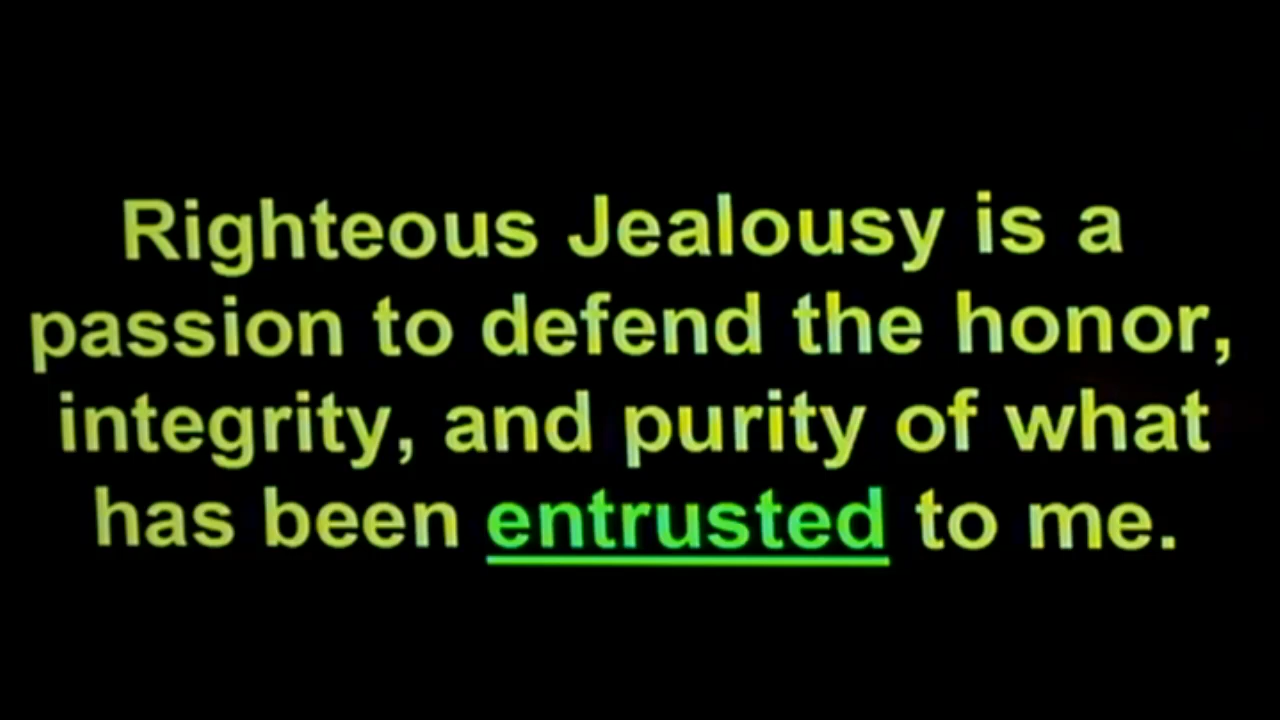 Righteous Jealousy is a
passion to defend the honor,
integrity, and purity of what
has been entrusted to me.